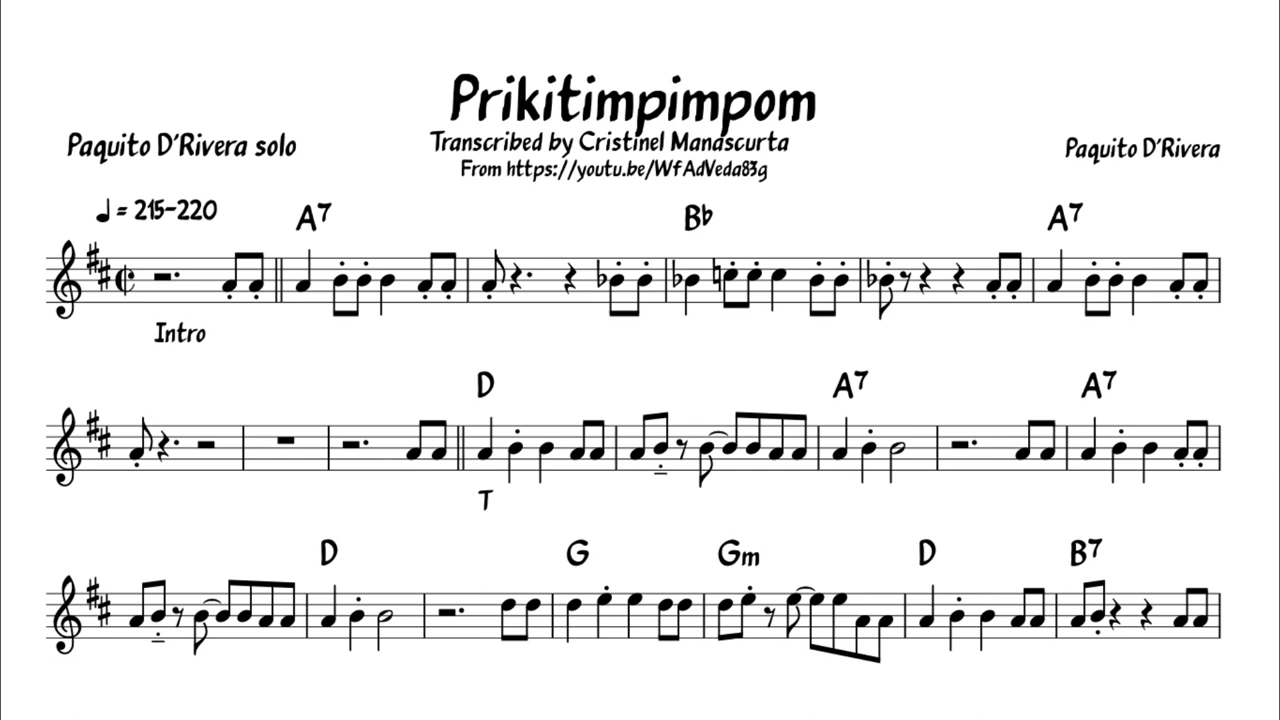 Prikitimpimpom
Paquito D'Rivera solo
Transcribed by Cristinel Manascurta
Paquito D'Rivera
From https://youtu.be/WfAdVeda83g
♩ = 215-220
A7 B♭ A7
Intro
D A7 A7
T
D G Gm D B7